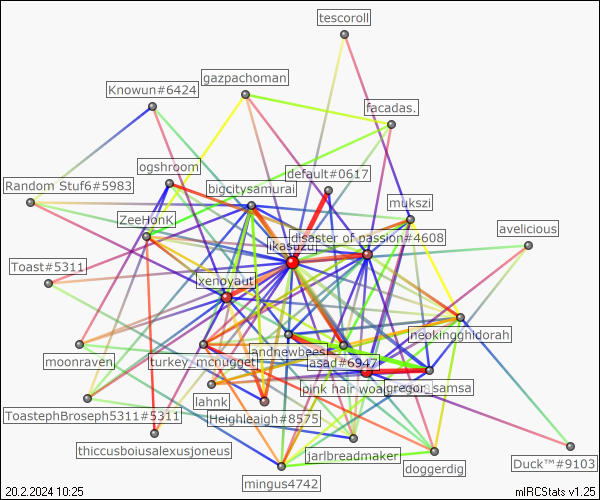 tescoroll
gazpachoman
Knowun#6424
facadas.
ogshroom
default#0617
Random Stuf6#5983
bigcitysamurai
mukszi
ZeeHonK
avelicious
disaster of passion#4608
ikasuzu
Toast#5311
xenoyaut
neokingghidorah
landnewbeesh
moonraven
turkey_mcnugget
asad#6947
pink hair woa
gregor_samsa
lahnk
ToastephBroseph5311#5311
Heighleaigh#8575
thiccusboiusalexusjoneus
jarlbreadmaker
doggerdig
Duck™#9103
mingus4742
20.2.2024 10:25
mIRCStats v1.25